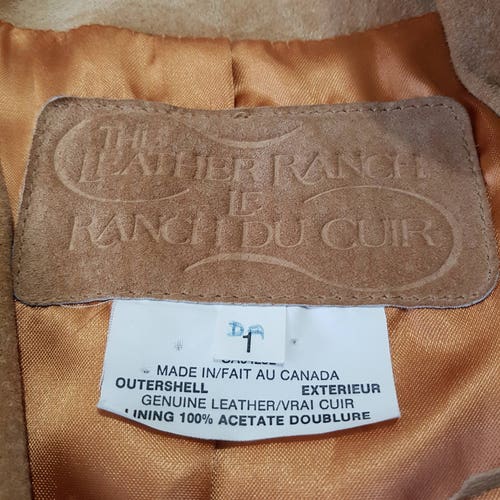 THE
LEATHER RANCH
LE
RANCH DU CUIR
DA
1
MADE IN/FAIT AU CANADA
OUTERSHELL EXTERIEUR
GENUINE LEATHER/VRAI CUIR
LINING 100% ACETATE DOUBLURE